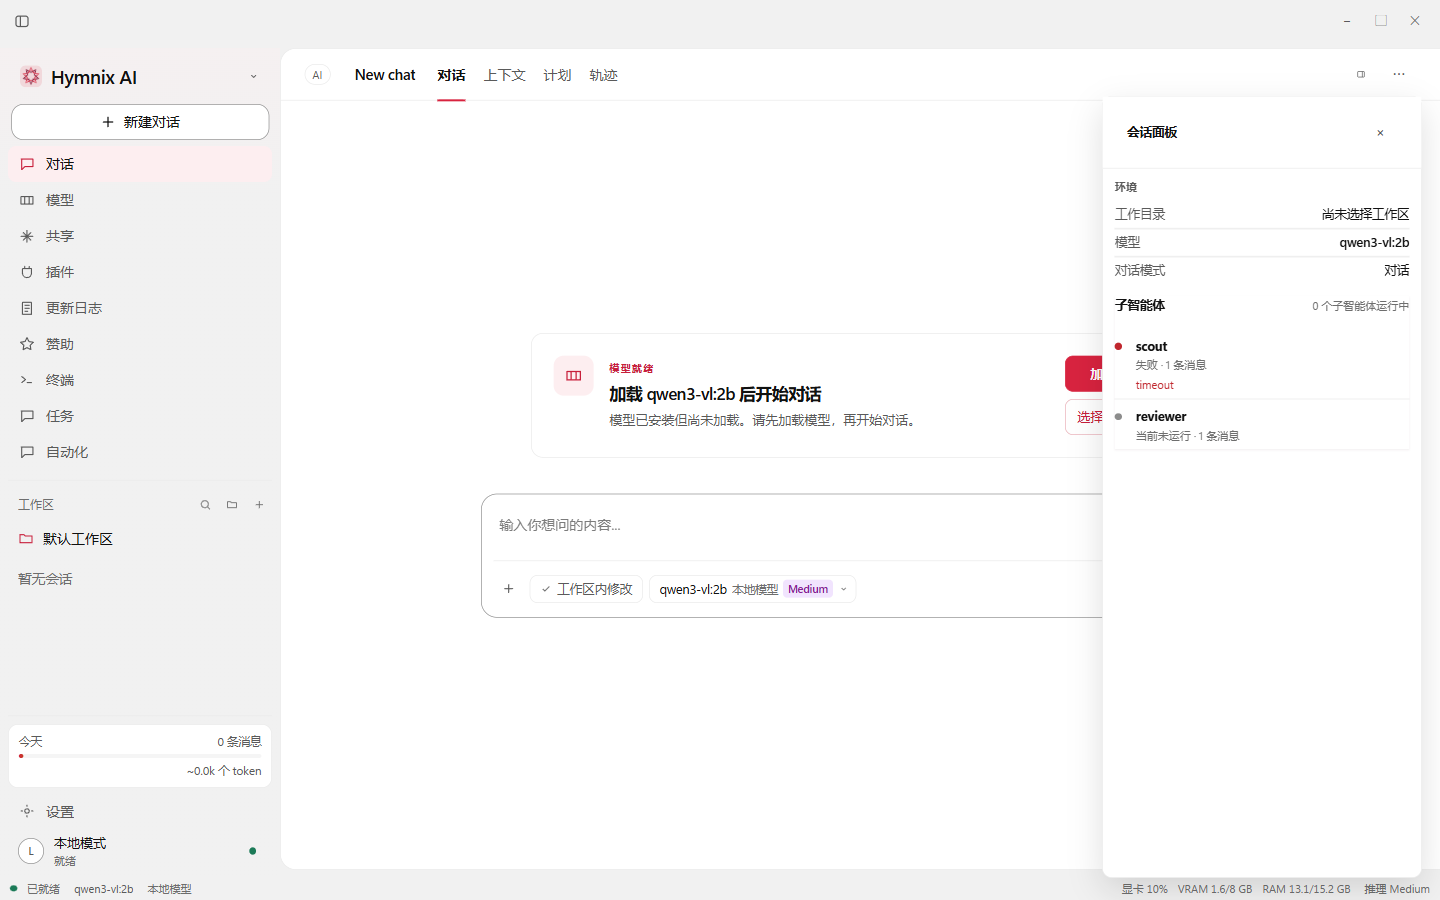 Hymnix AI
新建对话
对话
模型
共享
插件
更新日志
赞助
终端
任务
自动化
工作区
默认工作区
暂无会话
今天 0 条消息
~0.0k 个 token
设置
L 本地模式
就绪
AI New chat 对话 上下文 计划 轨迹
模型就绪
加载 qwen3-vl:2b 后开始对话
模型已安装但尚未加载。请先加载模型，再开始对话。
加
选择
输入你想问的内容...
工作区内修改 qwen3-vl:2b 本地模型 Medium
会话面板
环境
工作目录 尚未选择工作区
模型 qwen3-vl:2b
对话模式 对话
子智能体 0 个子智能体运行中
scout
失败 · 1 条消息
timeout
reviewer
当前未运行 · 1 条消息
已就绪 qwen3-vl:2b 本地模型 显卡 10% VRAM 1.6/8 GB RAM 13.1/15.2 GB 推理 Medium